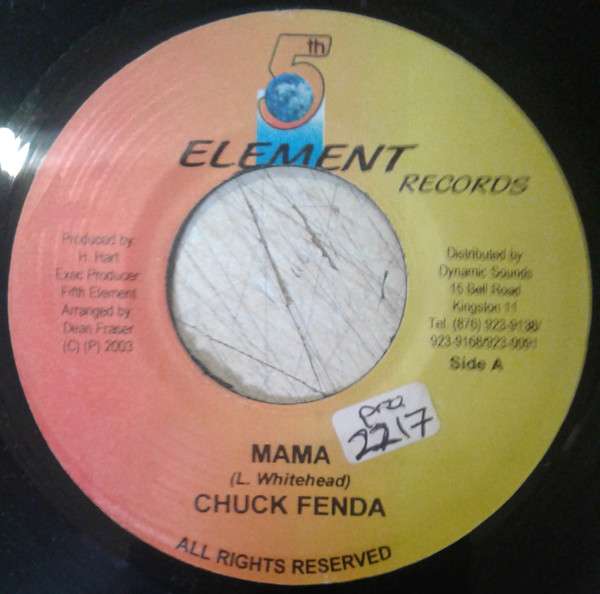 5th
ELEMENT
RECORDS
Produced by
H. Hart
Exec Producer
Fifth Element
Arranged by
Dean Fraser
(C) (P) 2003
Distributed by
Dynamic Sounds
15 Bell Road
Kingston 11
Tel. (876) 923-9138/
923-9168/923-9091
Side A
pra
2217
MAMA
(L. Whitehead)
CHUCK FENDA
ALL RIGHTS RESERVED